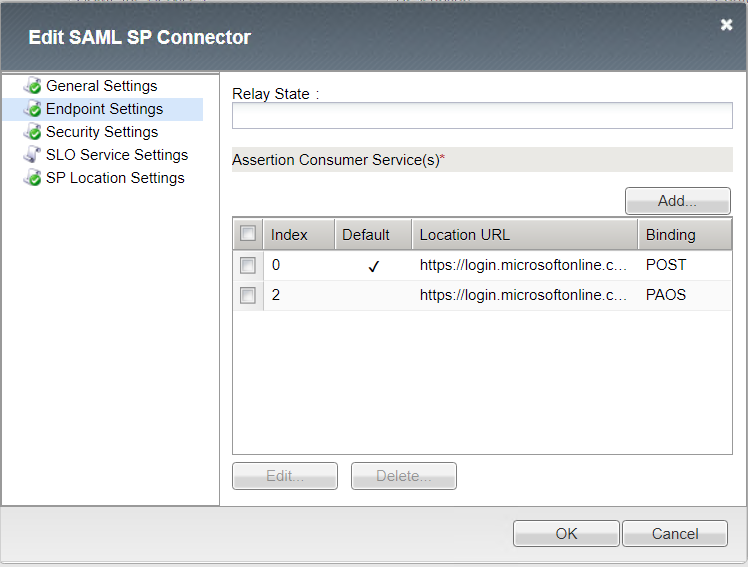 Edit SAML SP Connector
General Settings
Endpoint Settings
Security Settings
SLO Service Settings
SP Location Settings
Relay State :
Assertion Consumer Service(s)*
Add...
Index Default Location URL Binding
0 ✓ https://login.microsoftonline.c... POST
2 https://login.microsoftonline.c... PAOS
Edit... Delete...
OK Cancel